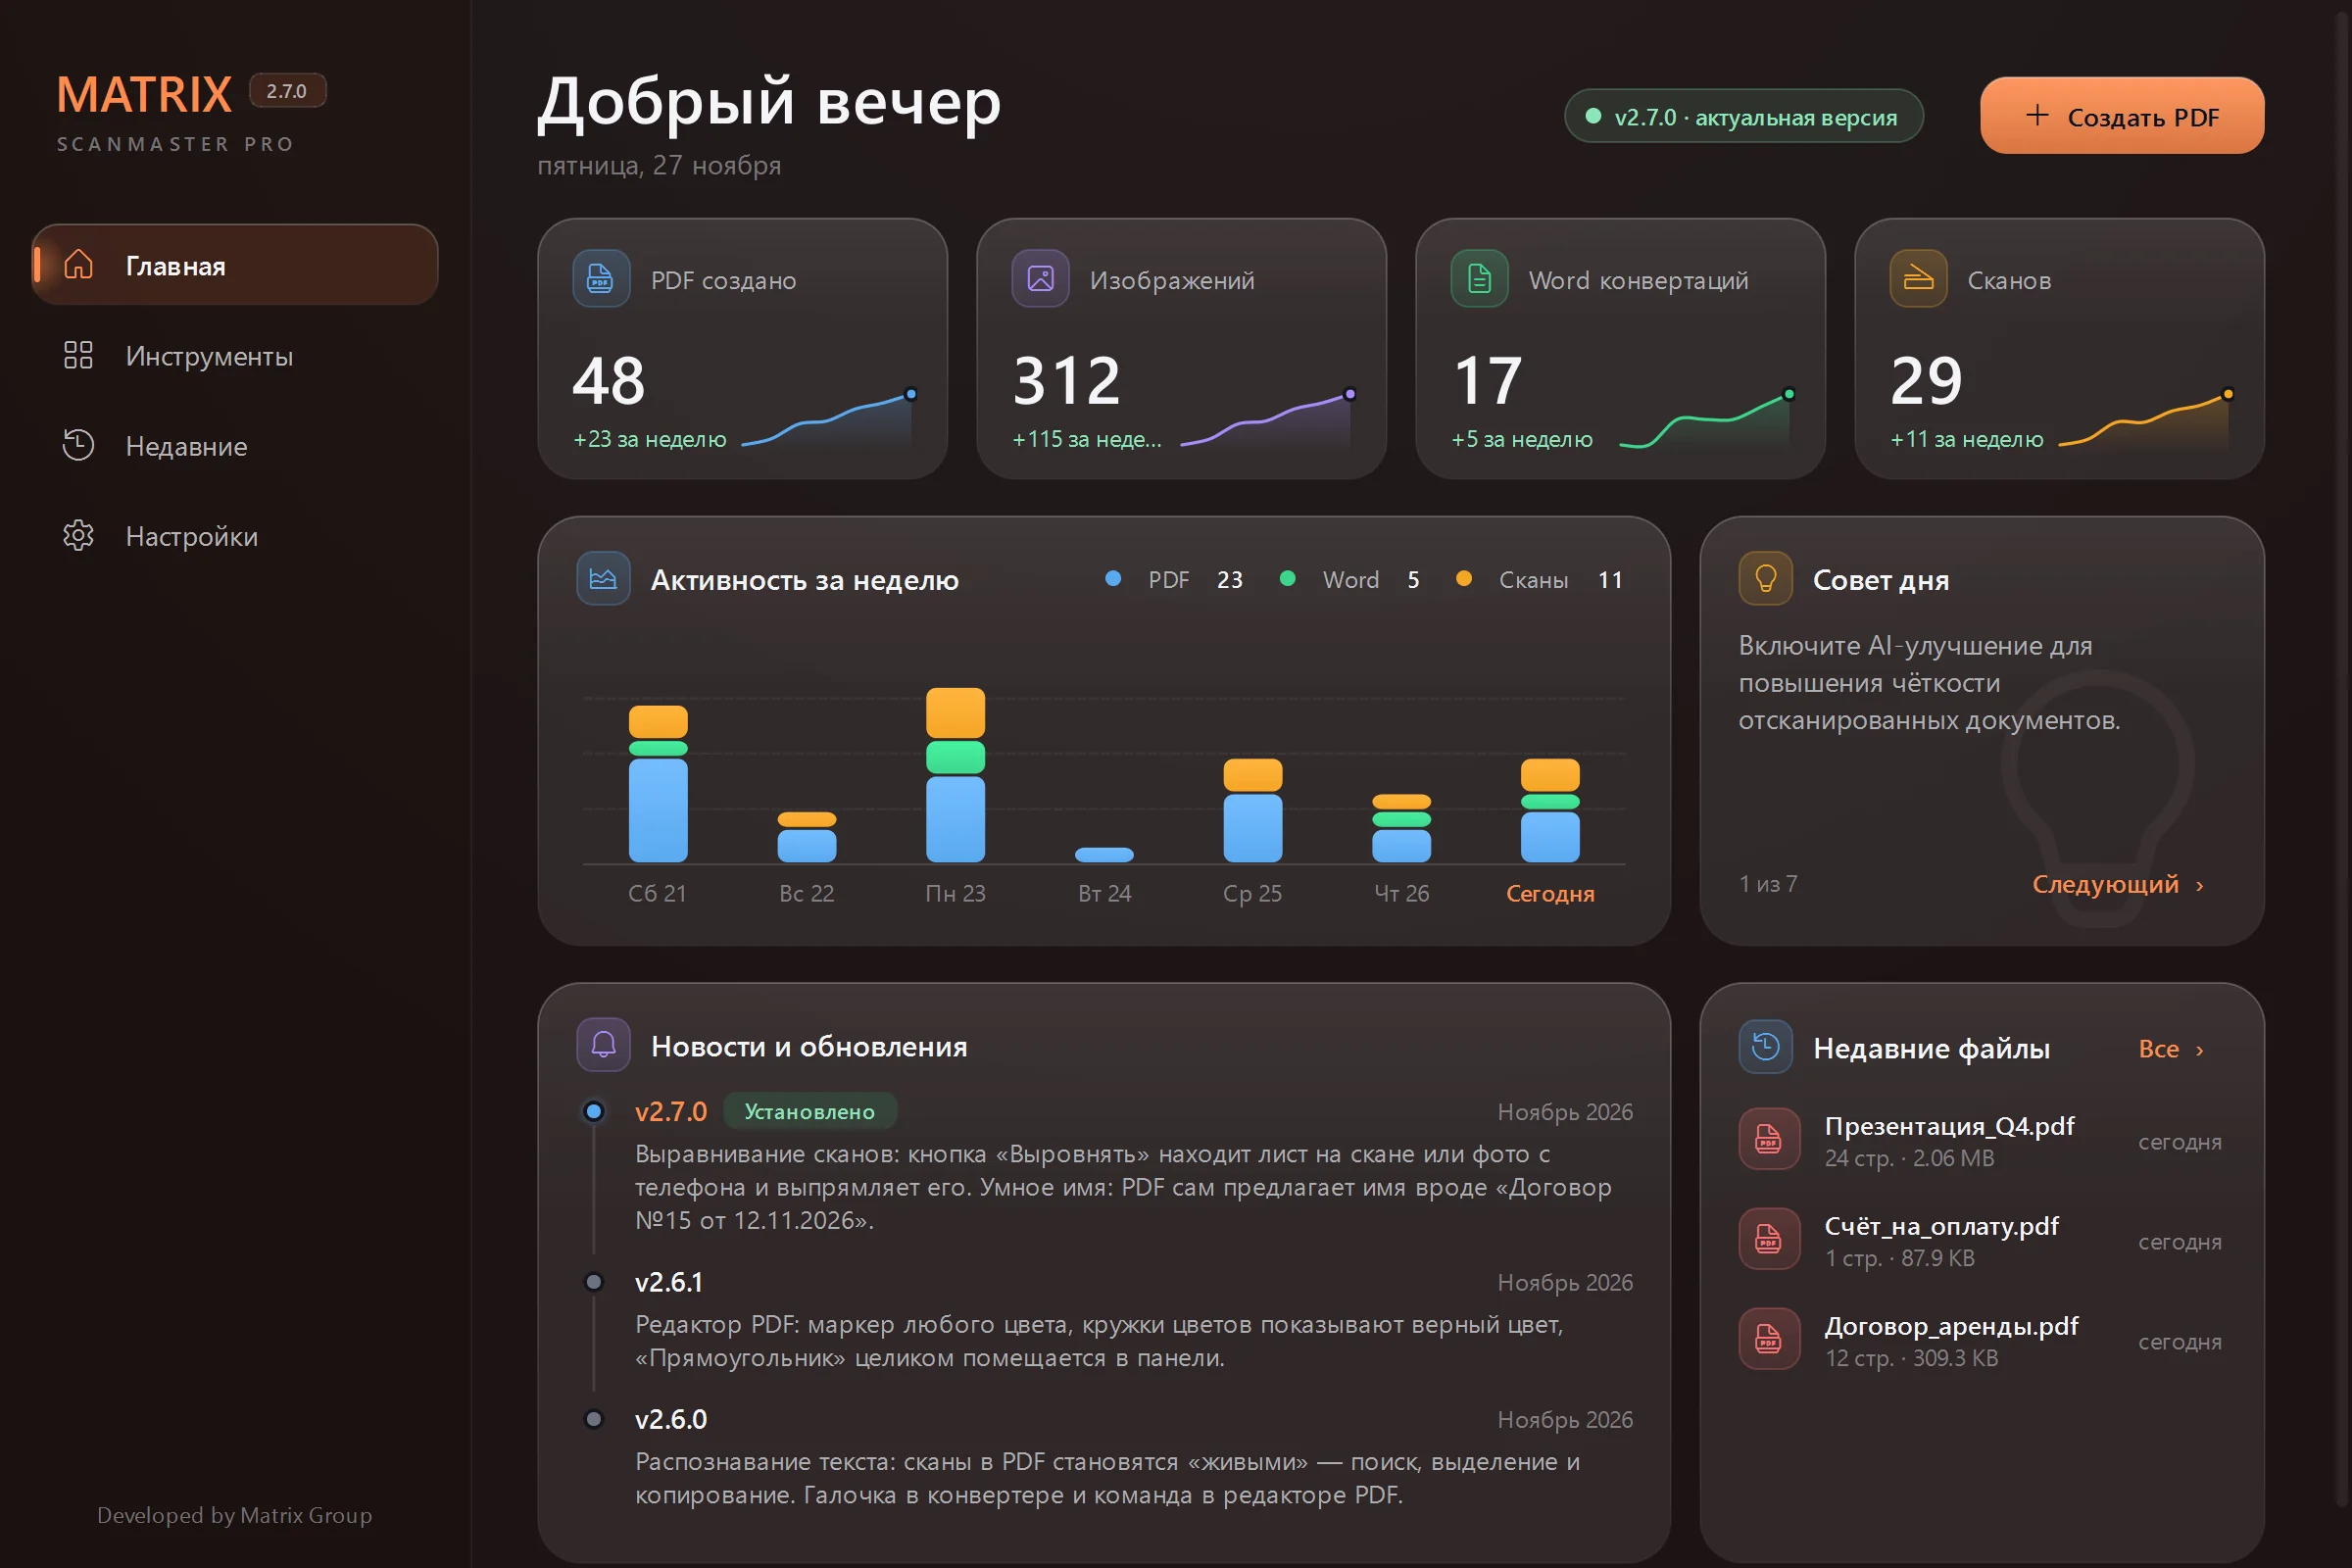 MATRIX 2.7.0
SCANMASTER PRO
Главная
Инструменты
Недавние
Настройки
Developed by Matrix Group
Добрый вечер
пятница, 27 ноября
v2.7.0 · актуальная версия
+ Создать PDF
PDF создано
48
+23 за неделю
Изображений
312
+115 за неде...
Word конвертаций
17
+5 за неделю
Сканов
29
+11 за неделю
Активность за неделю
PDF 23 Word 5 Сканы 11
Сб 21 Вс 22 Пн 23 Вт 24 Ср 25 Чт 26 Сегодня
Совет дня
Включите AI-улучшение для
повышения чёткости
отсканированных документов.
1 из 7 Следующий ›
Новости и обновления
v2.7.0 Установлено Ноябрь 2026
Выравнивание сканов: кнопка «Выровнять» находит лист на скане или фото с
телефона и выпрямляет его. Умное имя: PDF сам предлагает имя вроде «Договор
№15 от 12.11.2026».
v2.6.1 Ноябрь 2026
Редактор PDF: маркер любого цвета, кружки цветов показывают верный цвет,
«Прямоугольник» целиком помещается в панели.
v2.6.0 Ноябрь 2026
Распознавание текста: сканы в PDF становятся «живыми» — поиск, выделение и
копирование. Галочка в конвертере и команда в редакторе PDF.
Недавние файлы Все ›
PDF
Презентация_Q4.pdf
24 стр. · 2.06 MB
сегодня
PDF
Счёт_на_оплату.pdf
1 стр. · 87.9 KB
сегодня
PDF
Договор_аренды.pdf
12 стр. · 309.3 KB
сегодня